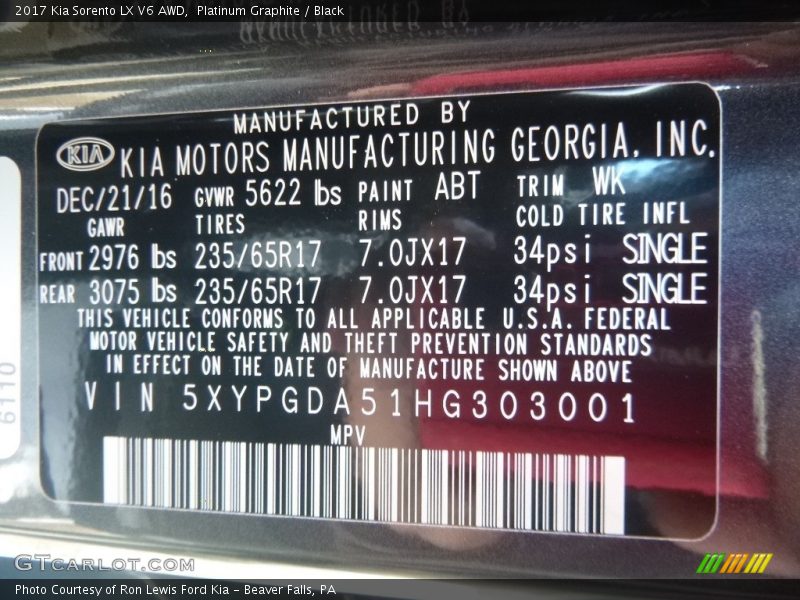 2017 Kia Sorento LX V6 AWD, Platinum Graphite / Black
MANUFACTURED BY
KIA KIA MOTORS MANUFACTURING GEORGIA, INC.
DEC/21/16 GVWR 5622 lbs PAINT ABT TRIM WK
GAWR TIRES RIMS COLD TIRE INFL
FRONT 2976 lbs 235/65R17 7.0JX17 34psi SINGLE
REAR 3075 lbs 235/65R17 7.0JX17 34psi SINGLE
THIS VEHICLE CONFORMS TO ALL APPLICABLE U.S.A. FEDERAL
MOTOR VEHICLE SAFETY AND THEFT PREVENTION STANDARDS
IN EFFECT ON THE DATE OF MANUFACTURE SHOWN ABOVE
VIN 5XYPGDA51HG303001
MPV
6110
GTCARLOT.COM
Photo Courtesy of Ron Lewis Ford Kia - Beaver Falls, PA